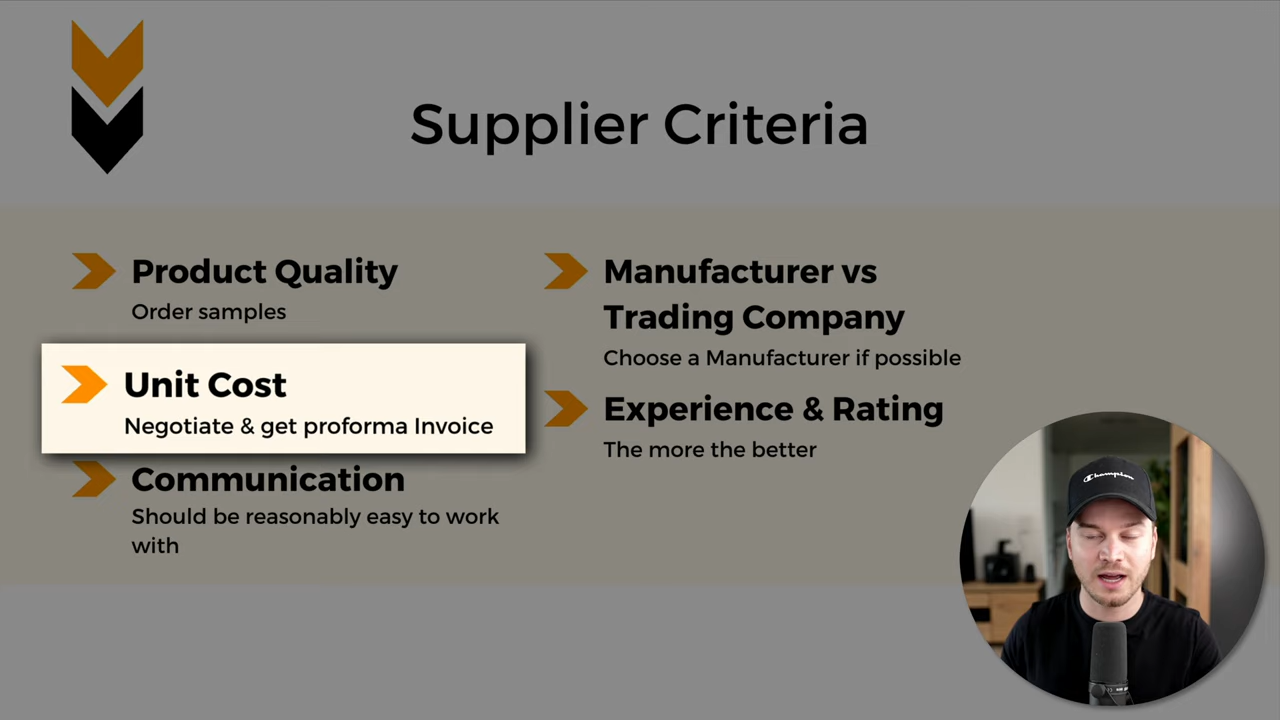 Supplier Criteria
Product Quality
Order samples
Unit Cost
Negotiate & get proforma Invoice
Communication
Should be reasonably easy to work
with
Manufacturer vs
Trading Company
Choose a Manufacturer if possible
Experience & Rating
The more the better
Champion